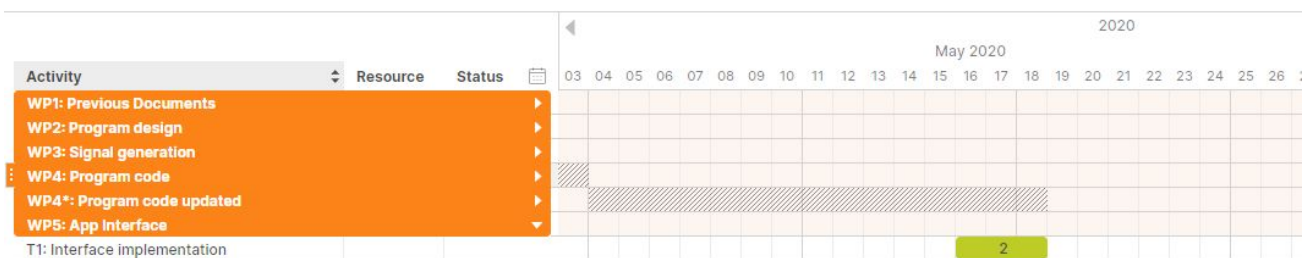 2020
May 2020
Activity Resource Status 03 04 05 06 07 08 09 10 11 12 13 14 15 16 17 18 19 20 21 22 23 24 25 26
WP1: Previous Documents
WP2: Program design
WP3: Signal generation
WP4: Program code
WP4*: Program code updated
WP5: App Interface
T1: Interface implementation 2